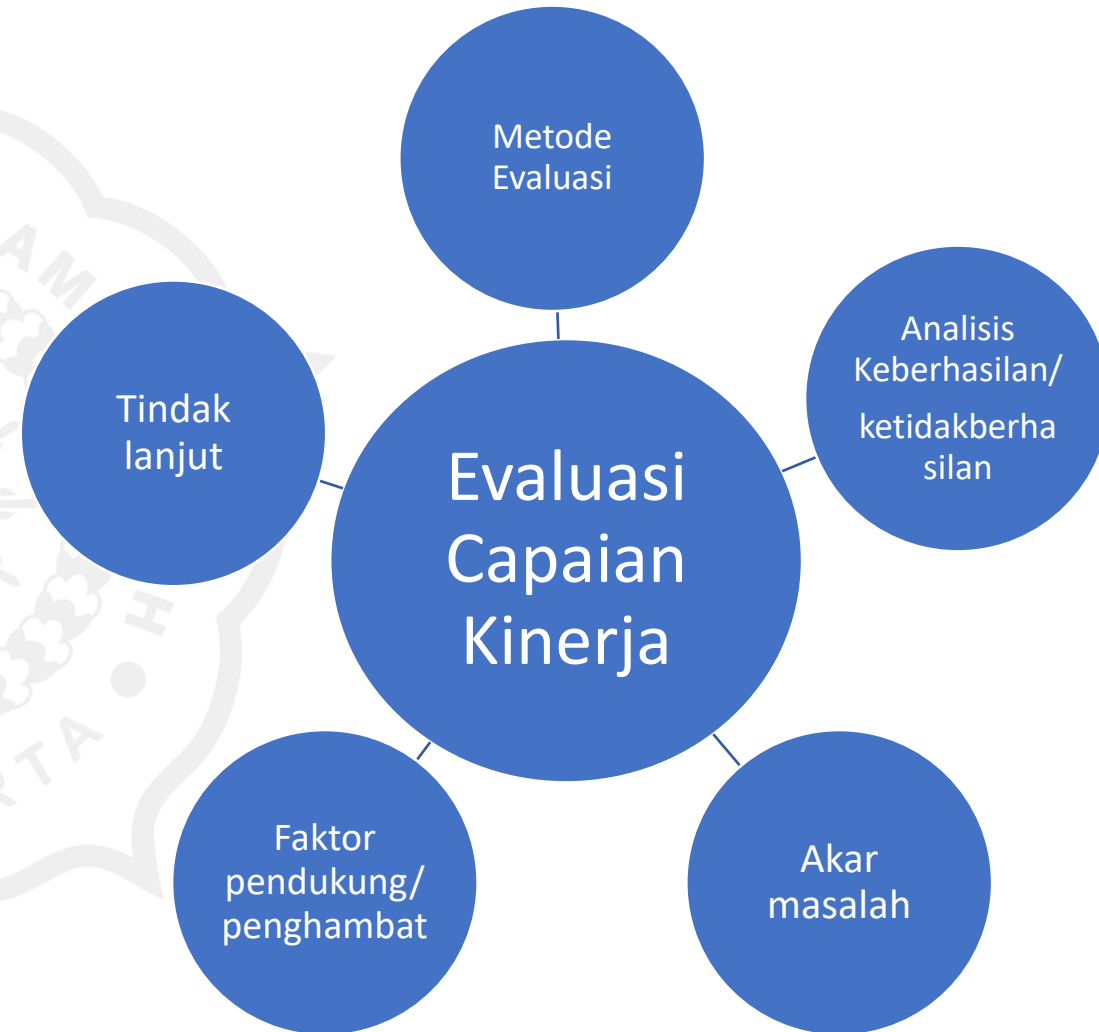 Metode
Evaluasi
Analisis
Keberhasilan/
ketidakberha
silan
Akar
masalah
Faktor
pendukung/
penghambat
Tindak
lanjut
Evaluasi
Capaian
Kinerja